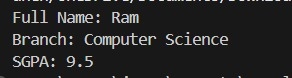 Full Name: Ram
Branch: Computer Science
SGPA: 9.5